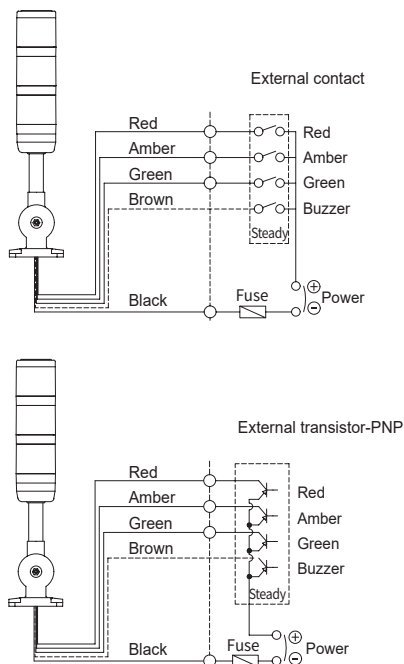 External contact
Red Red
Amber Amber
Green Green
Brown Buzzer
Steady
Black Fuse + Power
-
External transistor-PNP
Red Red
Amber Amber
Green Green
Brown Buzzer
Steady
Black Fuse + Power
-